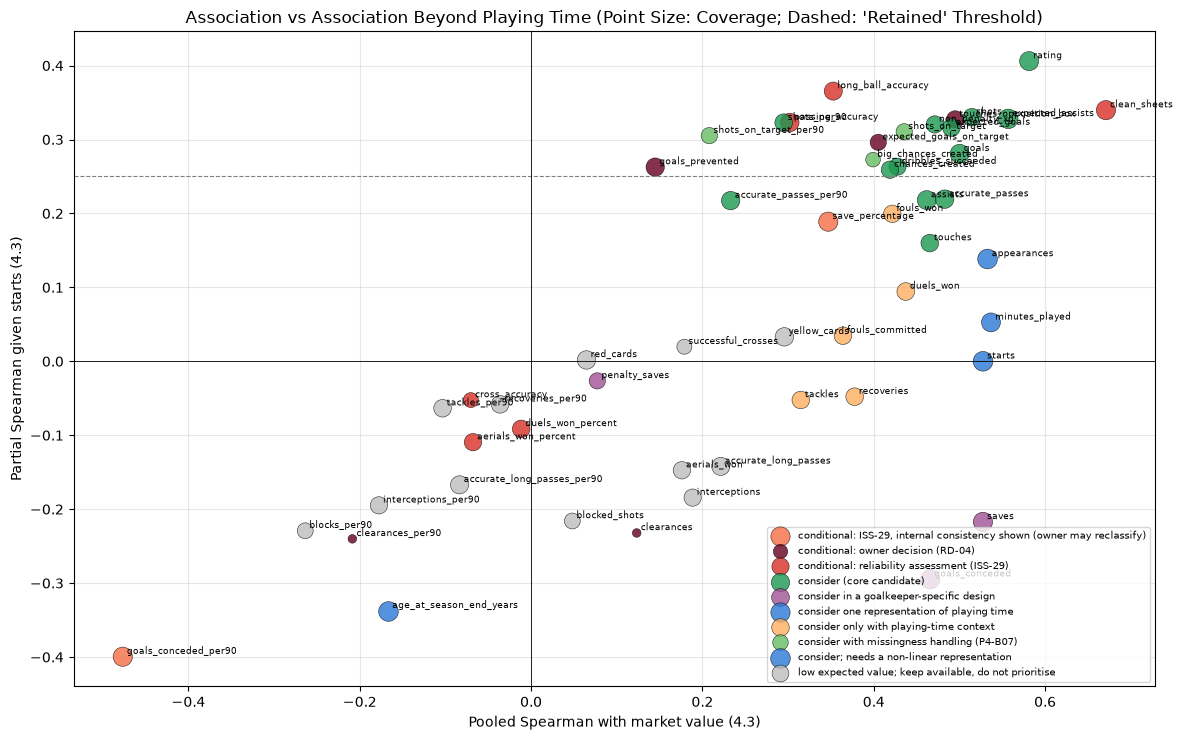 Association vs Association Beyond Playing Time (Point Size: Coverage; Dashed: 'Retained' Threshold)
Partial Spearman given starts (4.3)
0.4
0.3
0.2
0.1
0.0
−0.1
−0.2
−0.3
−0.4
rating
long_ball_accuracy
clean_sheets
shots_on_target_per90
shots_on_target
expected_goals_on_target
goals
big_chances_created
chances_created
goals_prevented
accurate_passes_per90
assists
accurate_passes
fouls_won
save_percentage
touches
appearances
duels_won
minutes_played
yellow_cards
fouls_committed
successful_crosses
red_cards
starts
penalty_saves
cross_accuracy
recoveries_per90
tackles_per90
tackles
recoveries
duels_won_percent
aerials_won_percent
aerials_won
accurate_long_passes
accurate_long_passes_per90
interceptions
interceptions_per90
blocked_shots
saves
blocks_per90
clearances
clearances_per90
goals_conceded
age_at_season_end_years
goals_conceded_per90
conditional: ISS-29, internal consistency shown (owner may reclassify)
conditional: owner decision (RD-04)
conditional: reliability assessment (ISS-29)
consider (core candidate)
consider in a goalkeeper-specific design
consider one representation of playing time
consider only with playing-time context
consider with missingness handling (P4-B07)
consider; needs a non-linear representation
low expected value; keep available, do not prioritise
−0.4
−0.2
0.0
0.2
0.4
0.6
Pooled Spearman with market value (4.3)